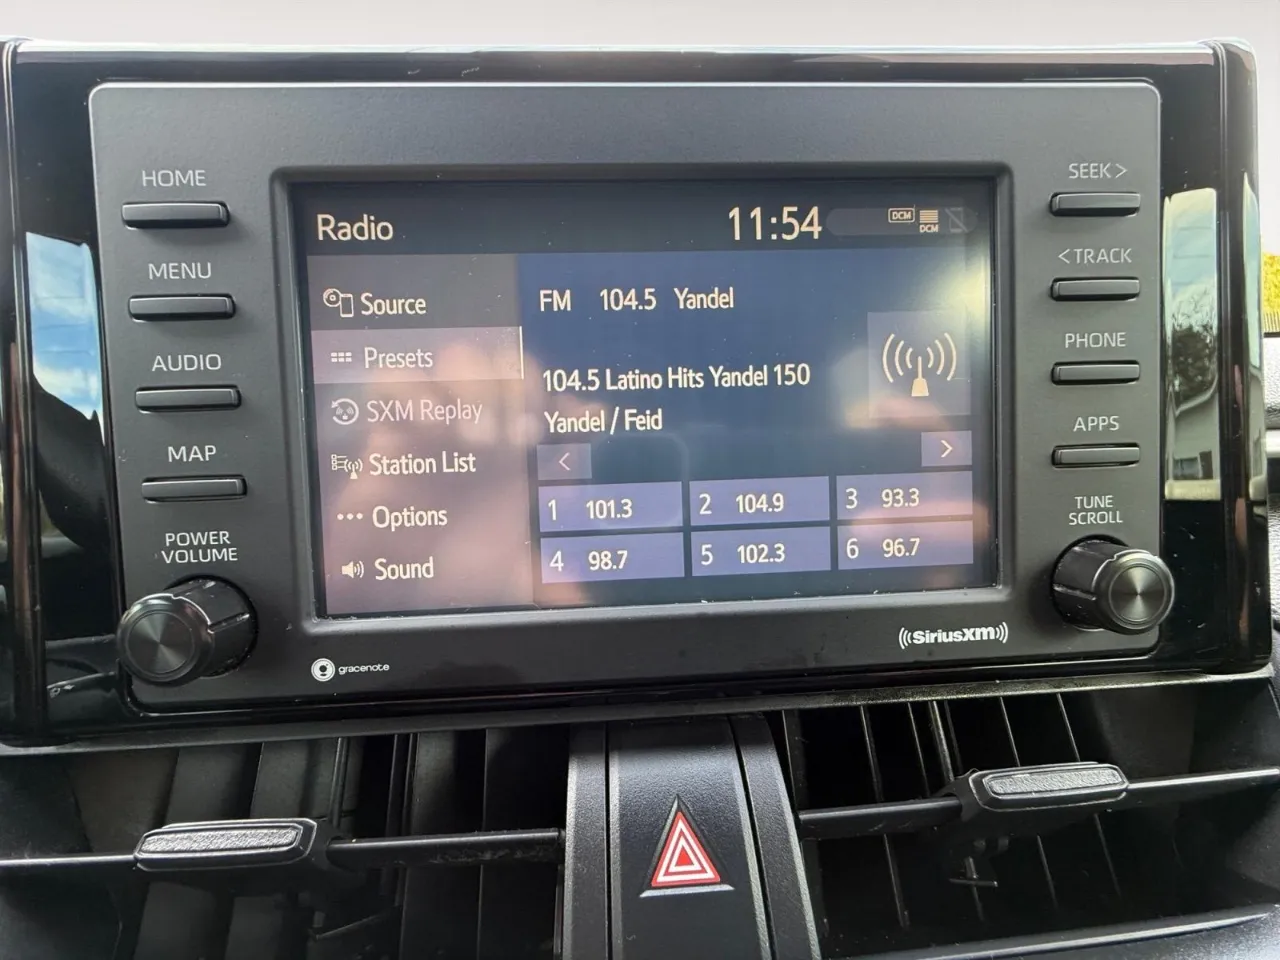 HOME
MENU
AUDIO
MAP
POWER
VOLUME
Radio
11:54
DCM
DCM
Source
Presets
SXM Replay
Station List
Options
Sound
FM 104.5 Yandel
104.5 Latino Hits Yandel 150
Yandel / Feid
<
>
1 101.3
2 104.9
3 93.3
4 98.7
5 102.3
6 96.7
SEEK >
< TRACK
PHONE
APPS
TUNE
SCROLL
gracenote
((SiriusXM))